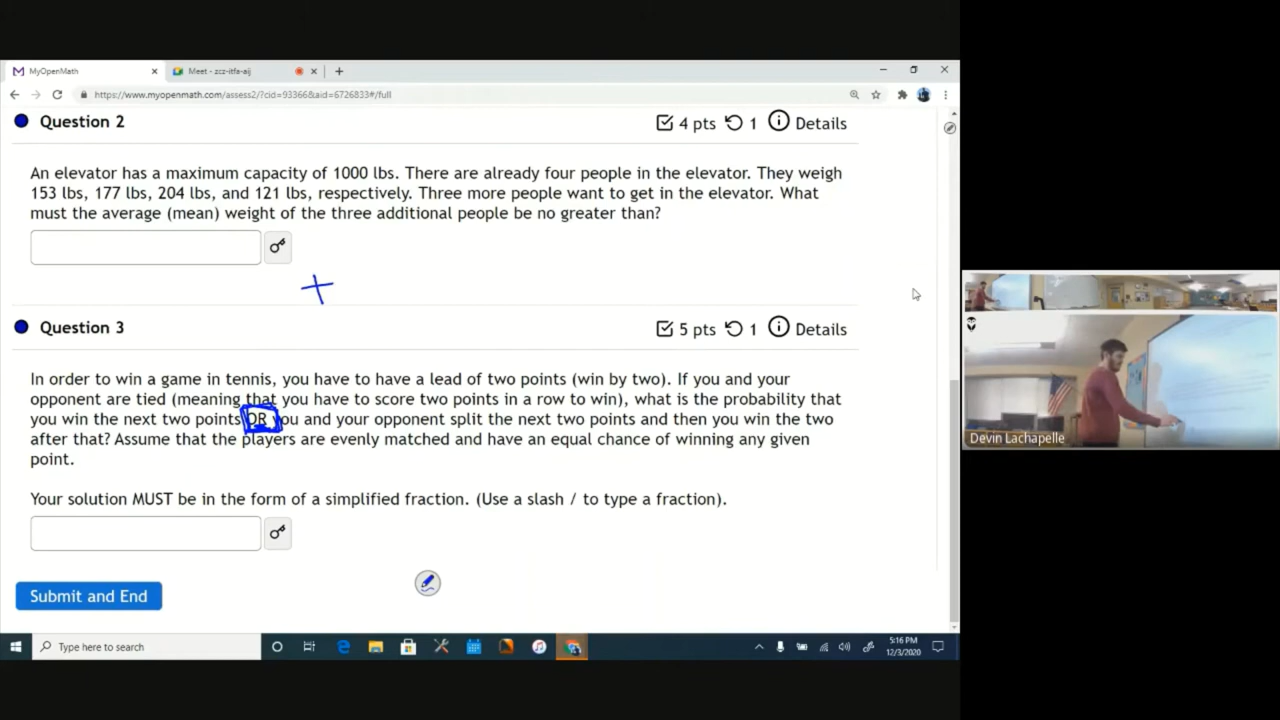 MyOpenMath
Meet - zcz-itfa-aij
https://www.myopenmath.com/assess2/?cid=93366&aid=6726833#/full
Question 2
4 pts 1 Details
An elevator has a maximum capacity of 1000 lbs. There are already four people in the elevator. They weigh
153 lbs, 177 lbs, 204 lbs, and 121 lbs, respectively. Three more people want to get in the elevator. What
must the average (mean) weight of the three additional people be no greater than?
+
Question 3
5 pts 1 Details
In order to win a game in tennis, you have to have a lead of two points (win by two). If you and your
opponent are tied (meaning that you have to score two points in a row to win), what is the probability that
you win the next two points OR you and your opponent split the next two points and then you win the two
after that? Assume that the players are evenly matched and have an equal chance of winning any given
point.
Your solution MUST be in the form of a simplified fraction. (Use a slash / to type a fraction).
Submit and End
Devin Lachapelle
Type here to search
5:16 PM
12/3/2020